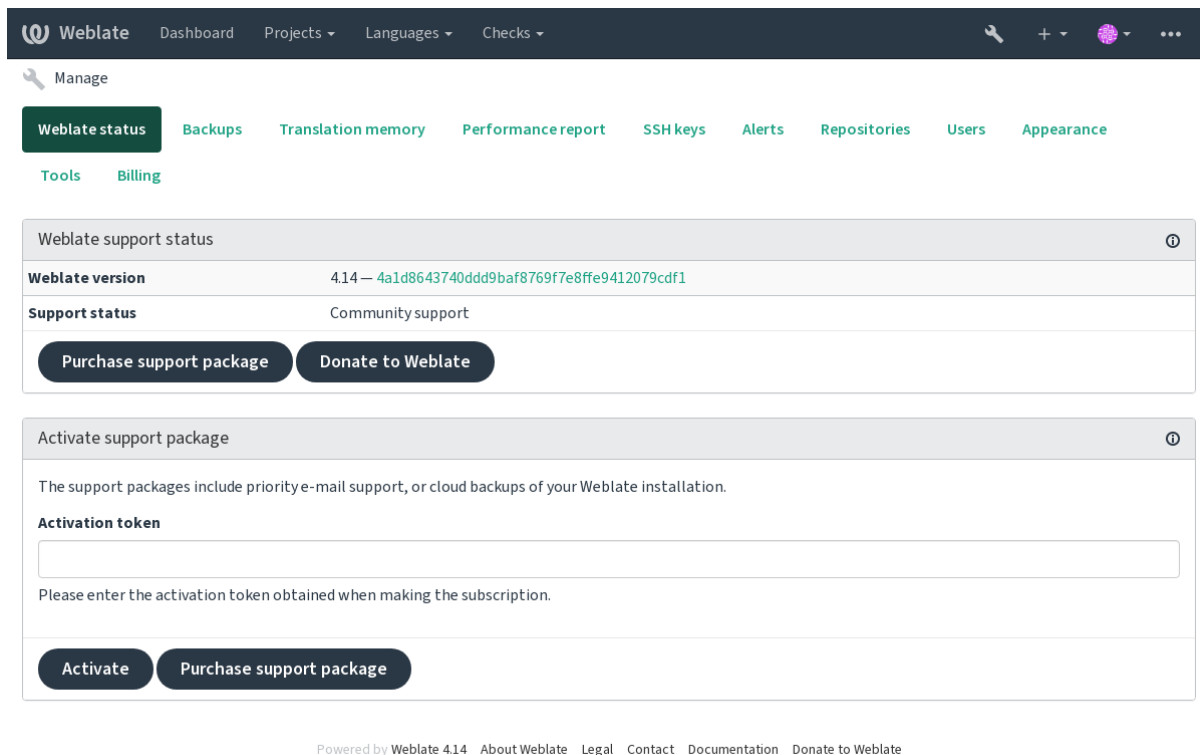 Weblate Dashboard Projects Languages Checks
Manage
Weblate status Backups Translation memory Performance report SSH keys Alerts Repositories Users Appearance
Tools Billing
Weblate support status
Weblate version 4.14 — 4a1d8643740ddd9baf8769f7e8ffe9412079cdf1
Support status Community support
Purchase support package Donate to Weblate
Activate support package
The support packages include priority e-mail support, or cloud backups of your Weblate installation.
Activation token
Please enter the activation token obtained when making the subscription.
Activate Purchase support package
Powered by Weblate 4.14 About Weblate Legal Contact Documentation Donate to Weblate